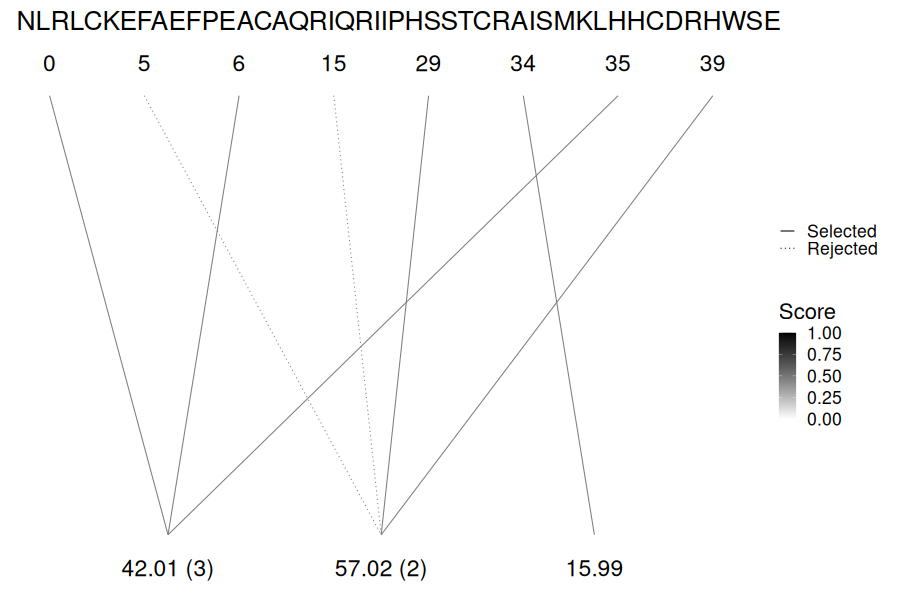 NLRLCKEFAEFPEACAQRIQRIIPHSSTCRAISMKLHHCDRHWSE
0 5 6 15 29 34 35 39
Selected
Rejected
Score
1.00
0.75
0.50
0.25
0.00
42.01 (3) 57.02 (2) 15.99